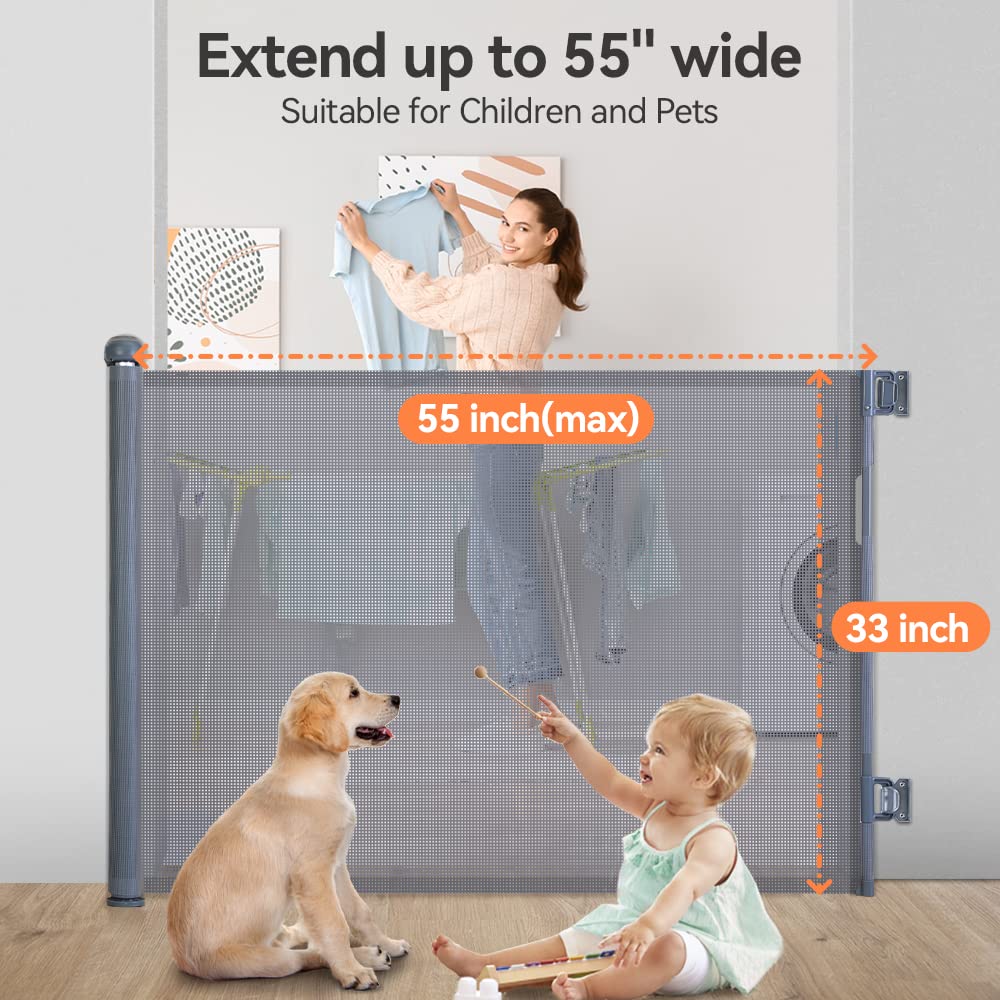 Extend up to 55" wide
Suitable for Children and Pets
55 inch(max)
33 inch